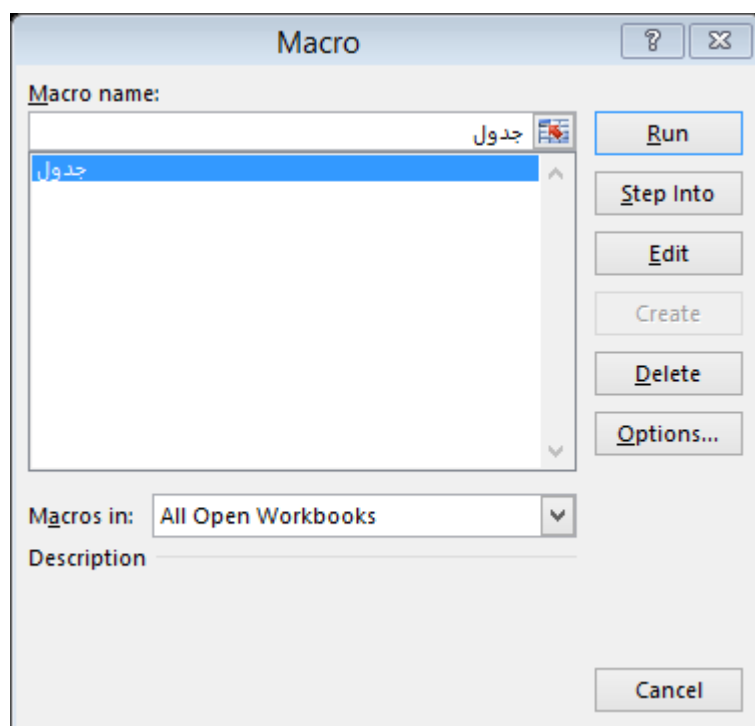 Macro
Macro name:
جدول
جدول
Run
Step Into
Edit
Create
Delete
Options...
Macros in:
All Open Workbooks
Description
Cancel